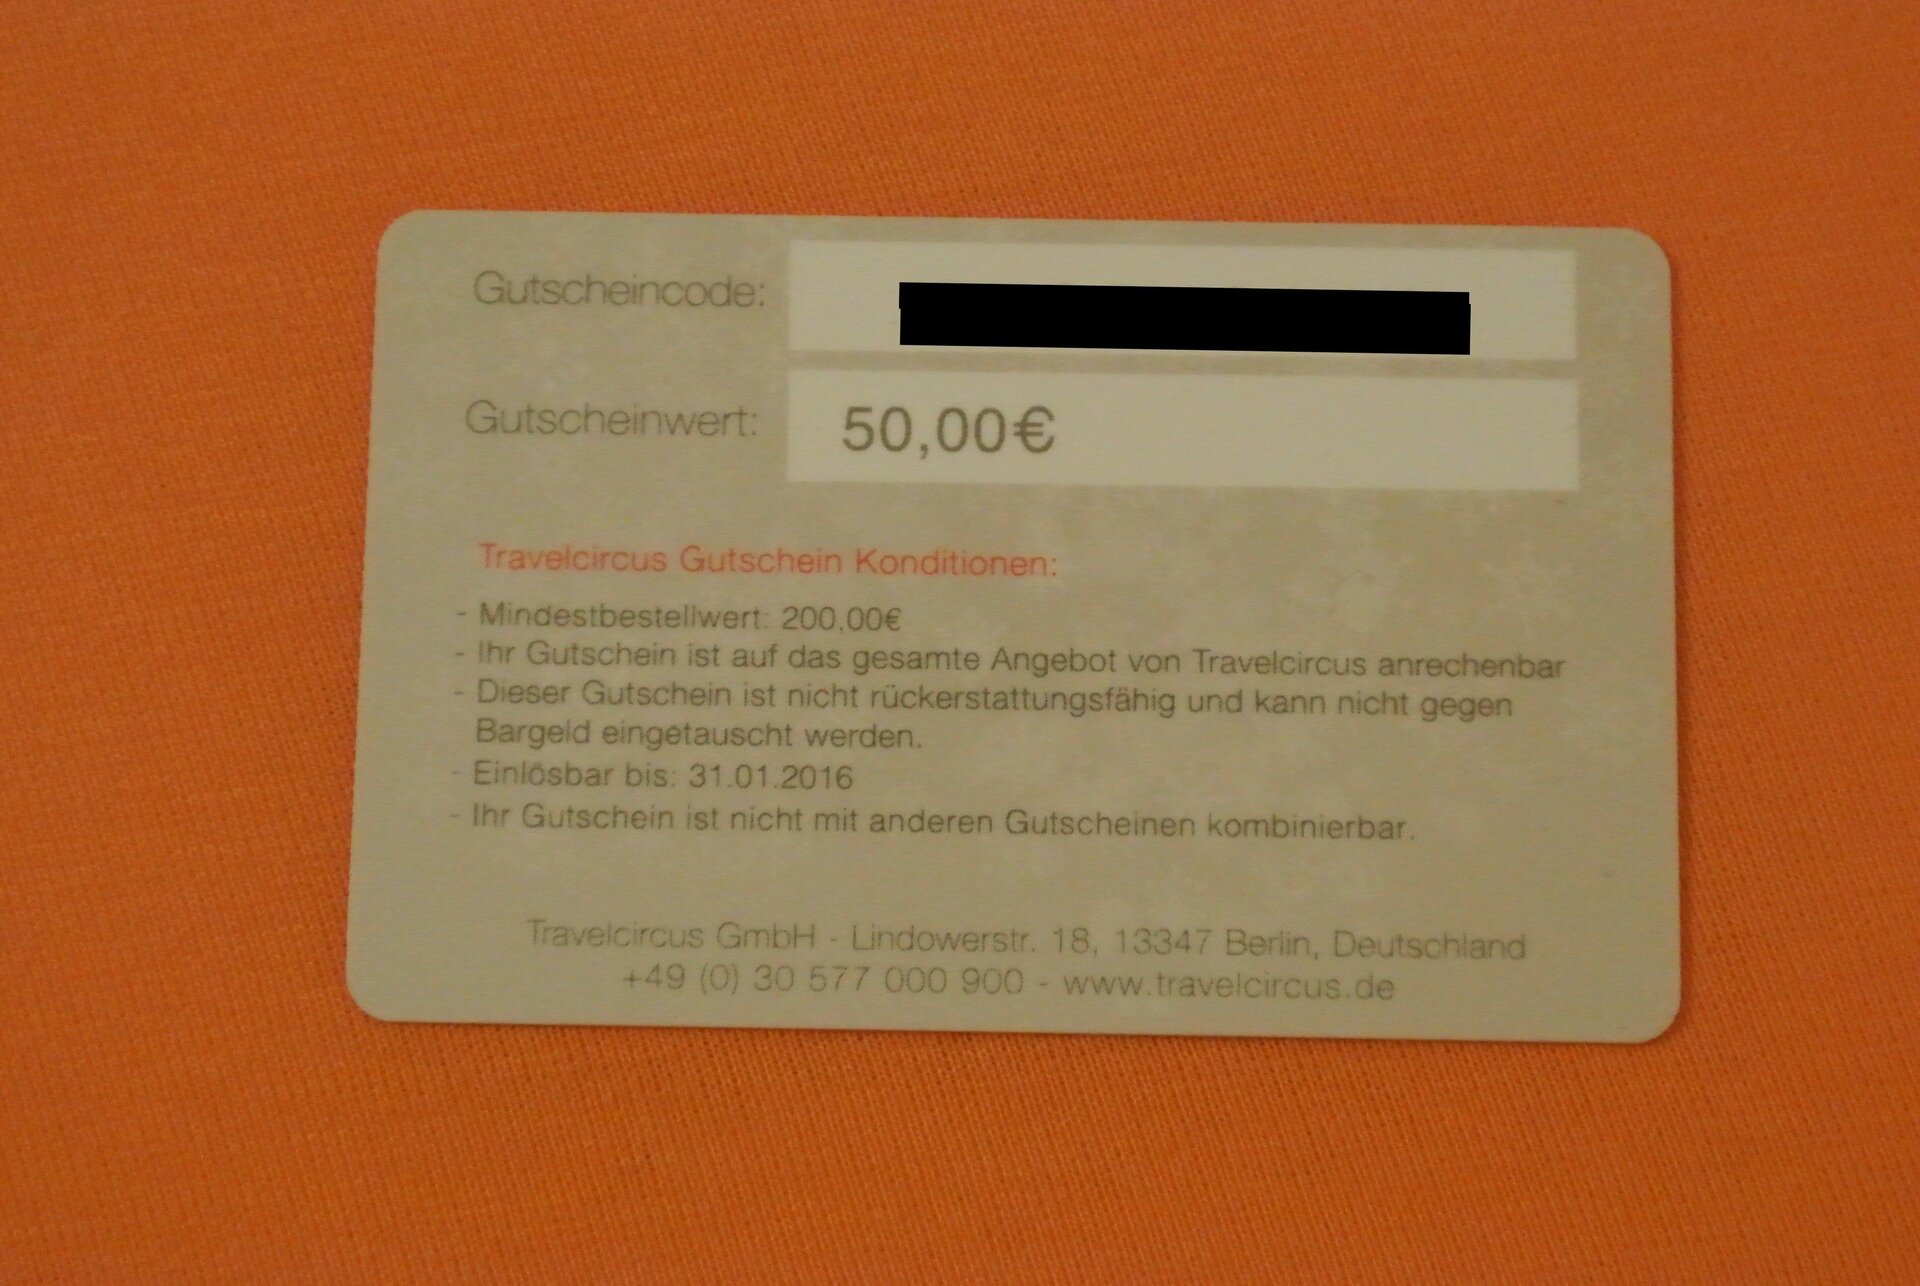 Gutscheincode:
Gutscheinwert: 50,00€
Travelcircus Gutschein Konditionen:
- Mindestbestellwert: 200,00€
- Ihr Gutschein ist auf das gesamte Angebot von Travelcircus anrechenbar
- Dieser Gutschein ist nicht rückerstattungsfähig und kann nicht gegen
Bargeld eingetauscht werden.
- Einlösbar bis: 31.01.2016
- Ihr Gutschein ist nicht mit anderen Gutscheinen kombinierbar.
Travelcircus GmbH - Lindowerstr. 18, 13347 Berlin, Deutschland
+49 (0) 30 577 000 900 - www.travelcircus.de